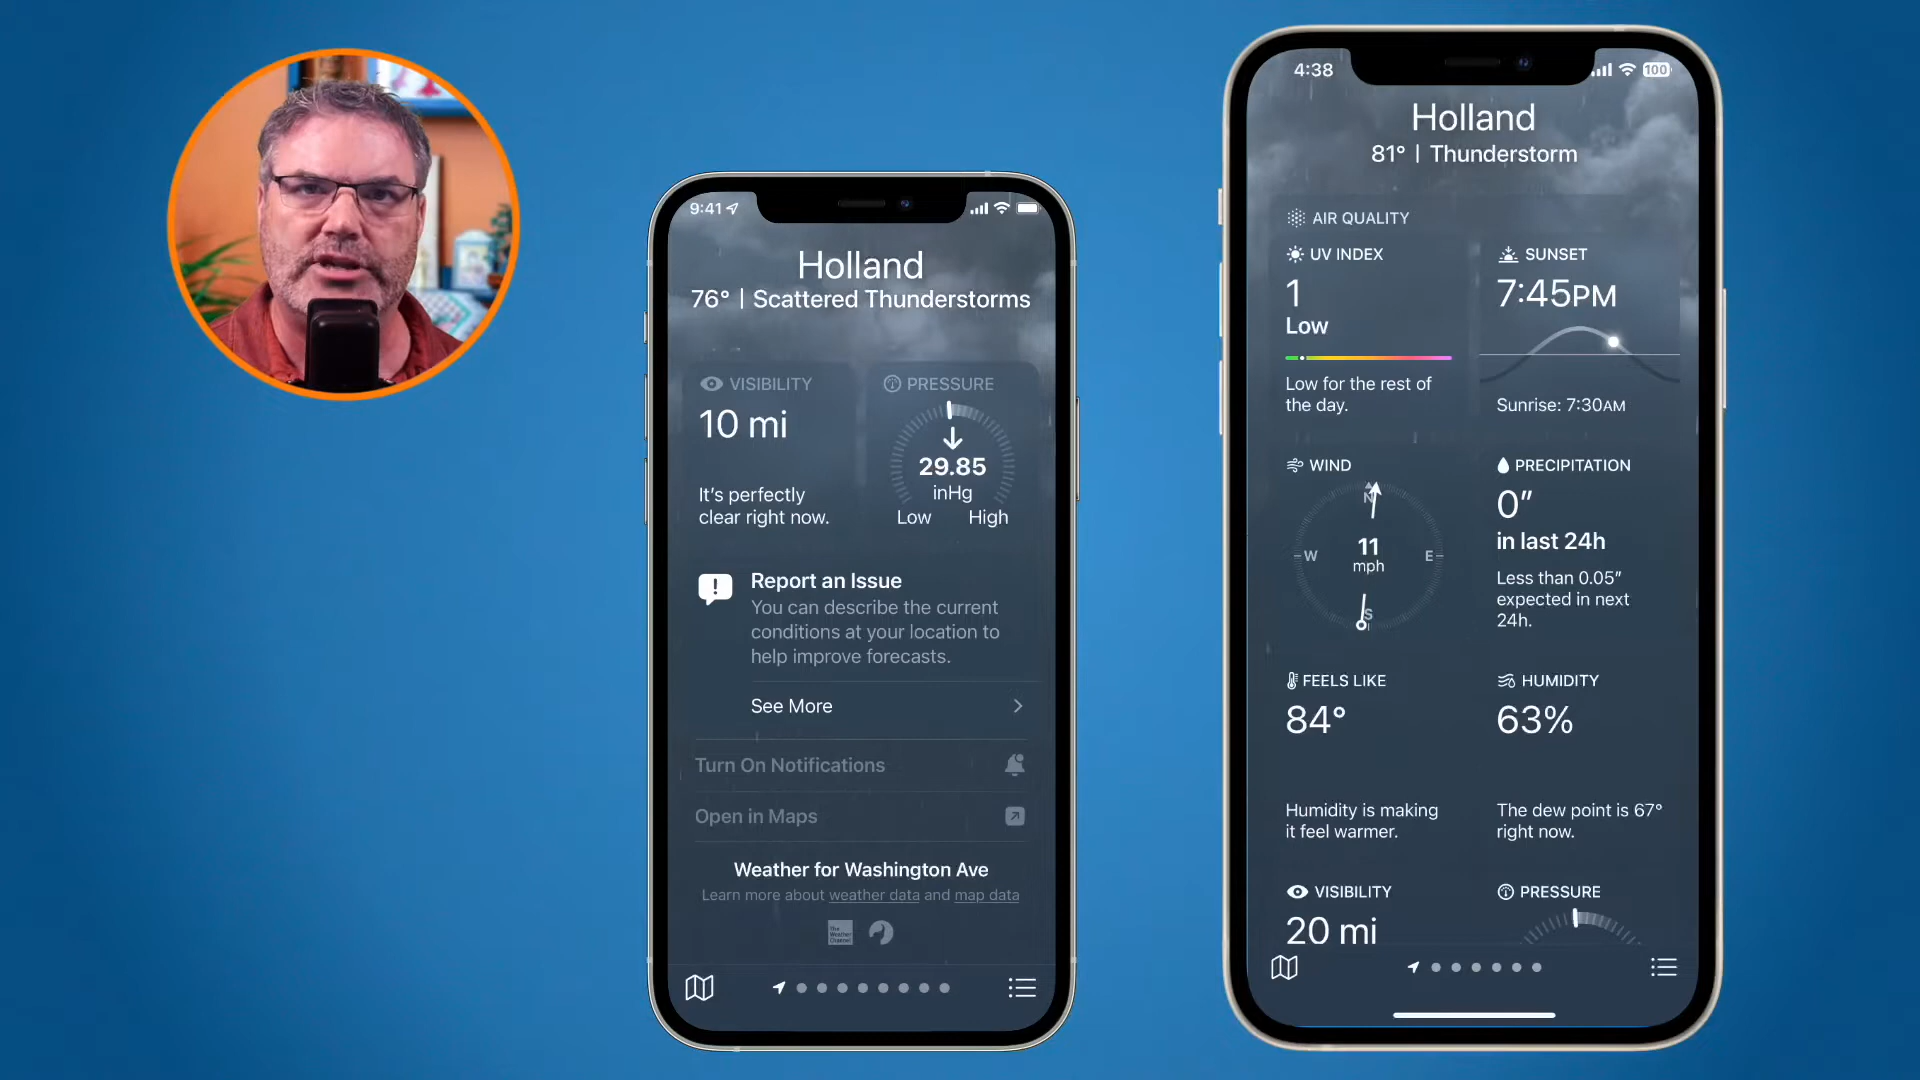 9:41
Holland
76° | Scattered Thunderstorms
VISIBILITY
10 mi
It's perfectly
clear right now.
PRESSURE
29.85
inHg
Low High
Report an Issue
You can describe the current
conditions at your location to
help improve forecasts.
See More
Turn On Notifications
Open in Maps
Weather for Washington Ave
Learn more about weather data and map data
The
Weather
Channel
4:38
100
Holland
81° | Thunderstorm
AIR QUALITY
UV INDEX
1
Low
Low for the rest of
the day.
SUNSET
7:45PM
Sunrise: 7:30AM
WIND
N
W
11
mph
E
S
PRECIPITATION
0"
in last 24h
Less than 0.05"
expected in next
24h.
FEELS LIKE
84°
Humidity is making
it feel warmer.
HUMIDITY
63%
The dew point is 67°
right now.
VISIBILITY
20 mi
PRESSURE